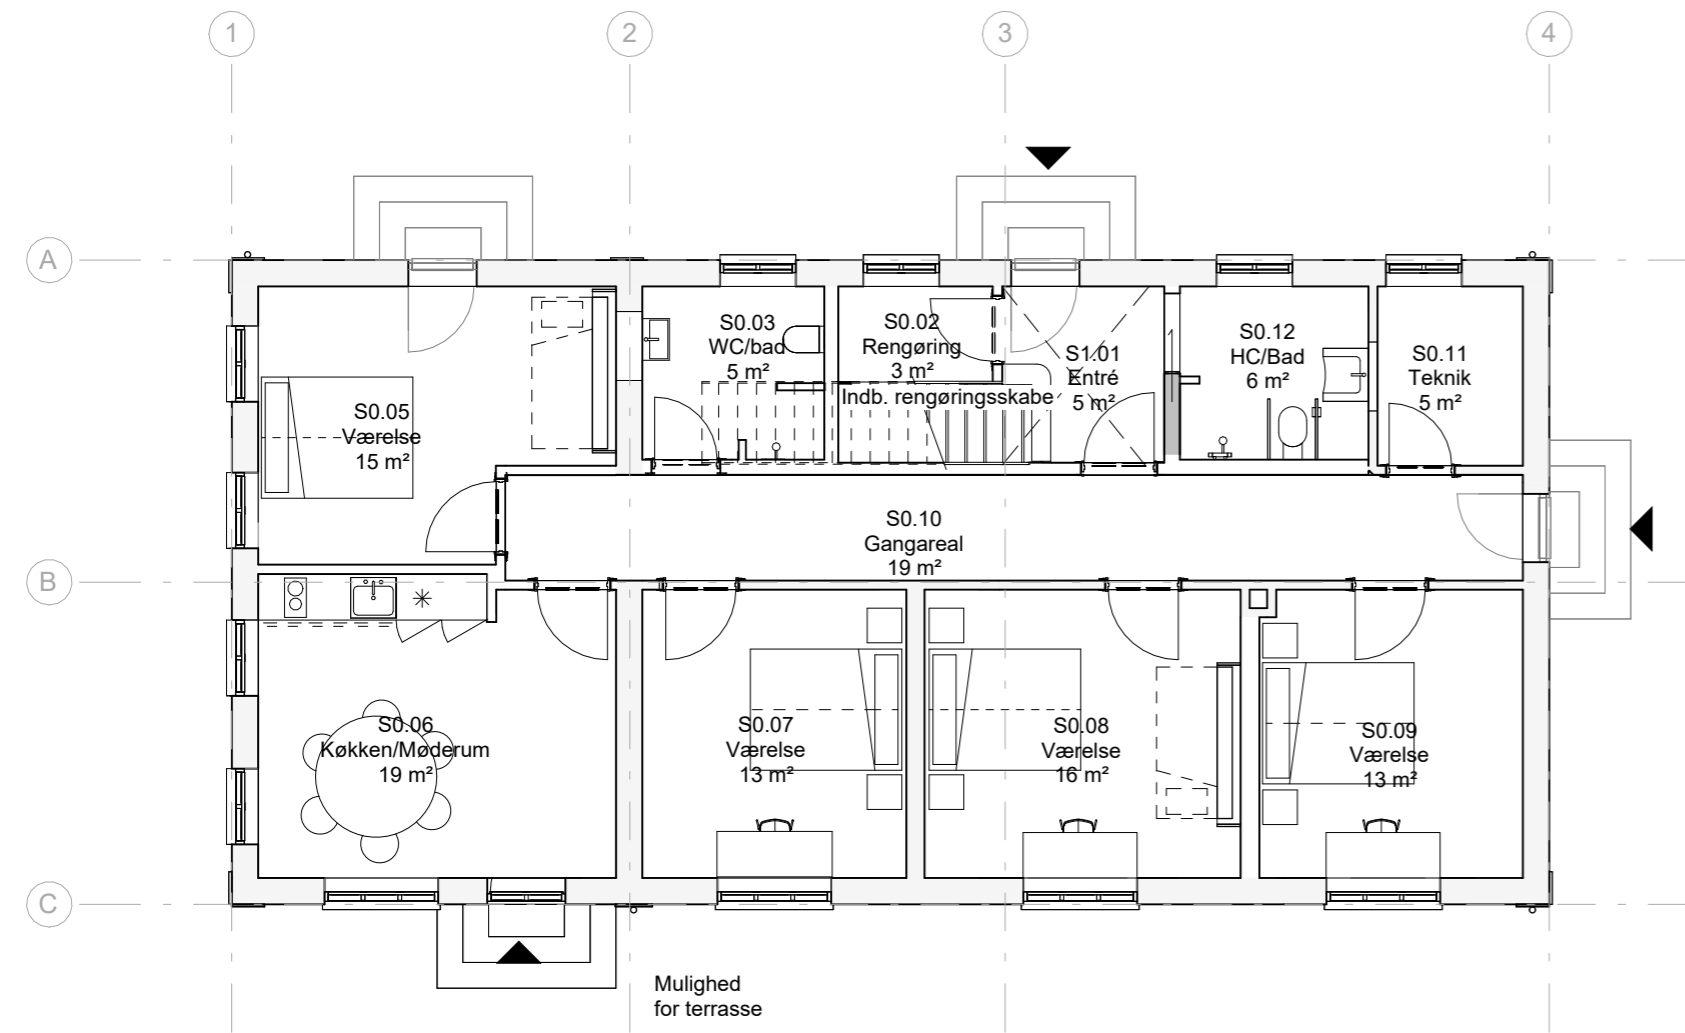 1
2
3
4
A
B
C
S0.05
Værelse
15 m²
S0.03
WC/bad
5 m²
S0.02
Rengøring
3 m²
Indb. rengøringsskabe
S1.01
Entré
5 m²
S0.12
HC/Bad
6 m²
S0.11
Teknik
5 m²
S0.10
Gangareal
19 m²
S0.06
Køkken/Møderum
19 m²
S0.07
Værelse
13 m²
S0.08
Værelse
16 m²
S0.09
Værelse
13 m²
Mulighed
for terrasse